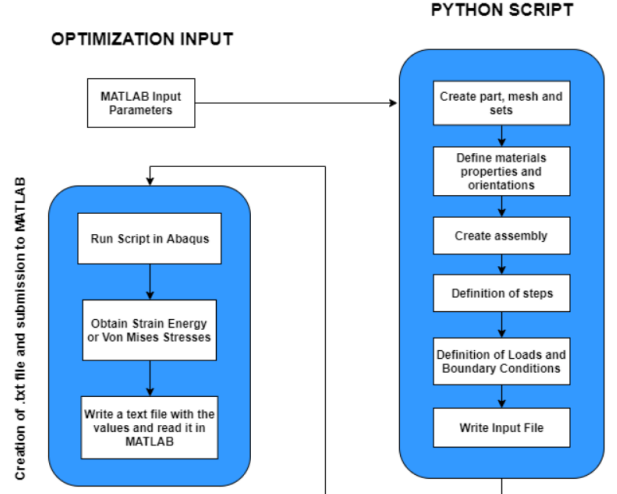 PYTHON SCRIPT
OPTIMIZATION INPUT
MATLAB Input
Parameters
Create part, mesh and
sets
Define materials
properties and
orientations
Create assembly
Definition of steps
Definition of Loads and
Boundary Conditions
Write Input File
Creation of .txt file and submission to MATLAB
Run Script in Abaqus
Obtain Strain Energy
or Von Mises Stresses
Write a text file with the
values and read it in
MATLAB